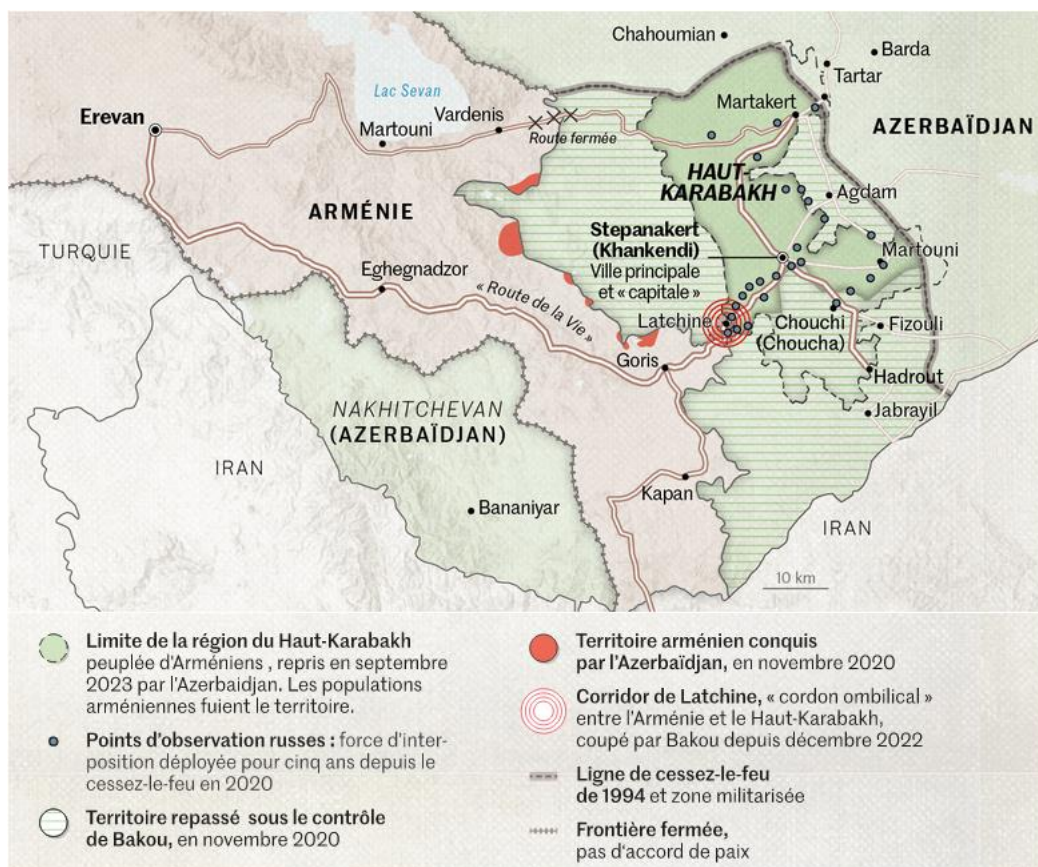 Chahoumian
Barda
Tartar
Lac Sevan
Erevan
Vardenis
Martouni
Route fermée
Martakert
AZERBAÏDJAN
HAUT-
KARABAKH
ARMÉNIE
Agdam
TURQUIE
Stepanakert
(Khankendi)
Ville principale
et « capitale »
Martouni
Eghegnadzor
« Route de la Vie »
Latchine
Chouchi
(Choucha)
Fizouli
Goris
Hadrout
NAKHITCHEVAN
(AZERBAÏDJAN)
Jabrayil
IRAN
Kapan
Bananiyar
IRAN
10 km
Limite de la région du Haut-Karabakh
peuplée d'Arméniens , repris en septembre
2023 par l'Azerbaidjan. Les populations
arméniennes fuient le territoire.
Points d'observation russes : force d'inter-
position déployée pour cinq ans depuis le
cessez-le-feu en 2020
Territoire repassé sous le contrôle
de Bakou, en novembre 2020
Territoire arménien conquis
par l'Azerbaïdjan, en novembre 2020
Corridor de Latchine, « cordon ombilical »
entre l'Arménie et le Haut-Karabakh,
coupé par Bakou depuis décembre 2022
Ligne de cessez-le-feu
de 1994 et zone militarisée
Frontière fermée,
pas d'accord de paix